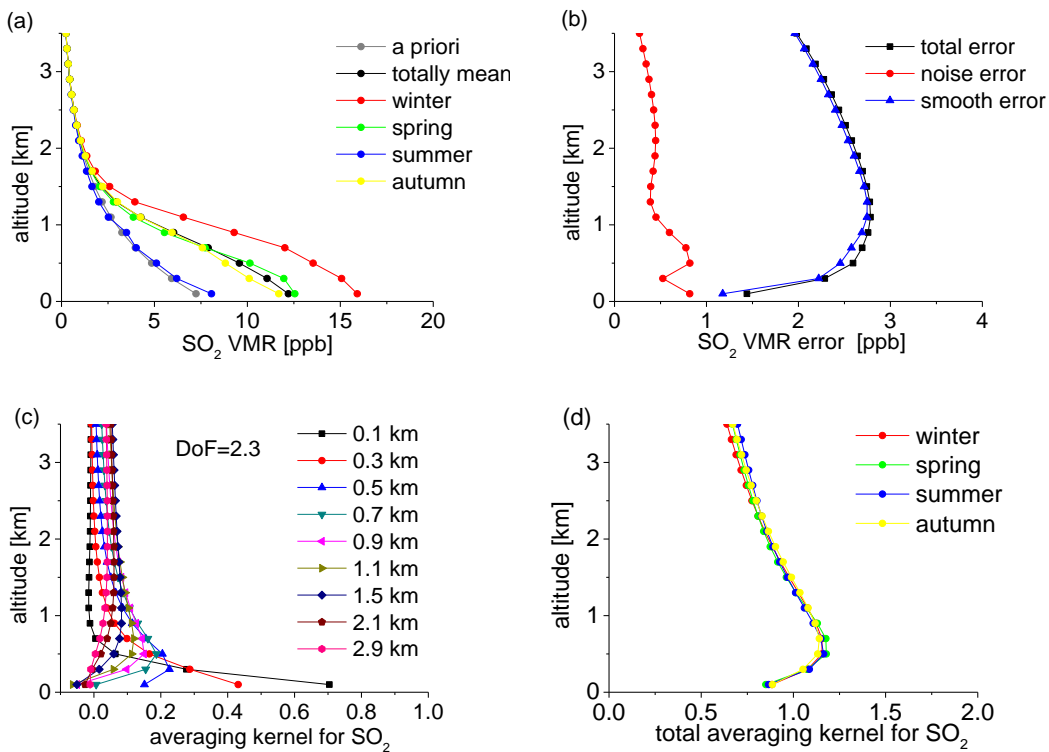 (a)
a priori
totally mean
winter
spring
summer
autumn
altitude [km]
3
2
1
0
0 5 10 15 20
SO2 VMR [ppb]
(b)
total error
noise error
smooth error
altitude [km]
3
2
1
0
0 1 2 3 4
SO2 VMR error [ppb]
(c)
DoF=2.3
0.1 km
0.3 km
0.5 km
0.7 km
0.9 km
1.1 km
1.5 km
2.1 km
2.9 km
altitude [km]
3
2
1
0
0.0 0.2 0.4 0.6 0.8 1.0
averaging kernel for SO2
(d)
winter
spring
summer
autumn
altitude [km]
3
2
1
0
0.0 0.5 1.0 1.5 2.0
total averaging kernel for SO2